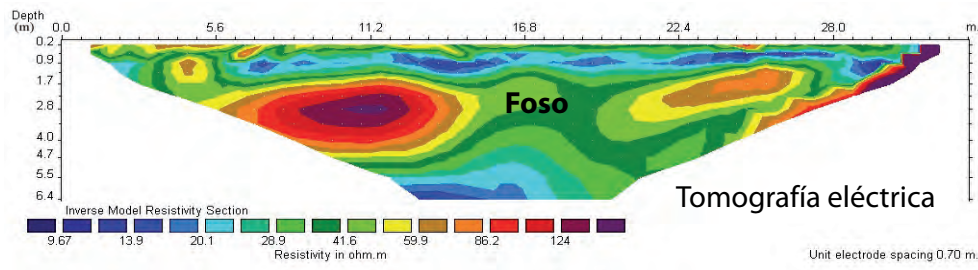 Depth
(m) 0.0 5.6 11.2 16.8 22.4 28.0 m.
0.2
0.9
1.7
2.8
4.0
4.7
5.5
6.4
Foso
Tomografía eléctrica
Inverse Model Resistivity Section
9.67 13.9 20.1 28.9 41.6 59.9 86.2 124
Resistivity in ohm.m
Unit electrode spacing 0.70 m.